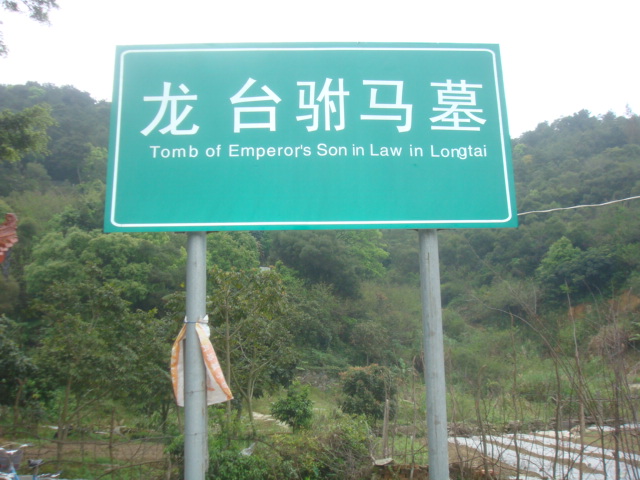 龙台驸马墓
Tomb of Emperor's Son in Law in Longtai